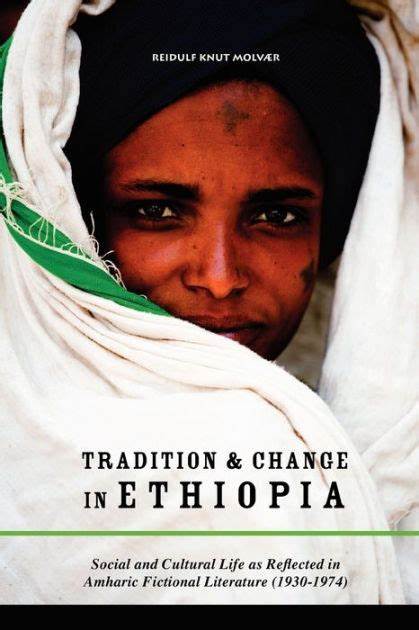 REIDULF KNUT MOLVÆR
TRADITION & CHANGE
IN ETHIOPIA
Social and Cultural Life as Reflected in
Amharic Fictional Literature (1930-1974)